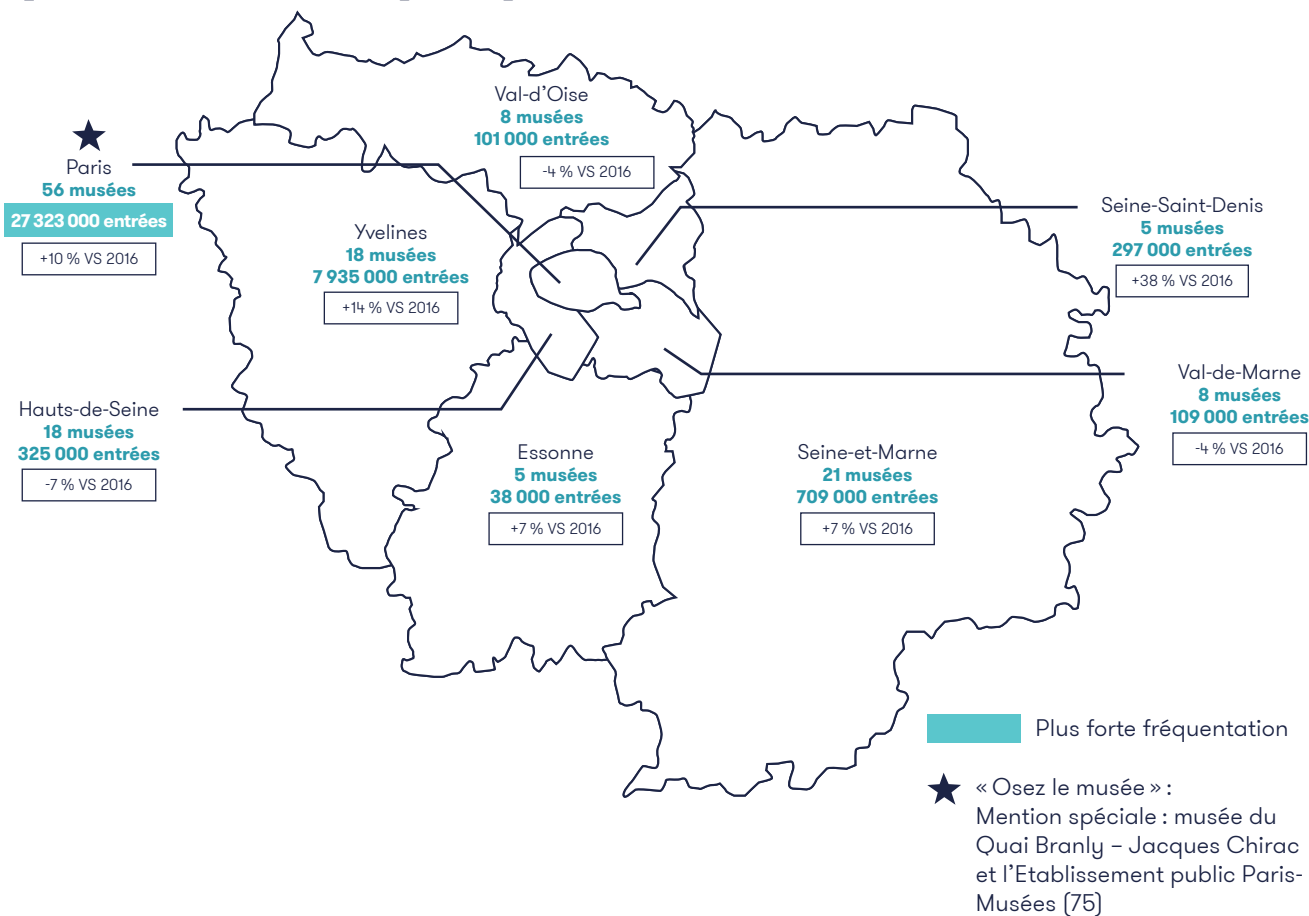 Val-d'Oise
8 musées
101 000 entrées
-4 % VS 2016
Paris
56 musées
27 323 000 entrées
+10 % VS 2016
Yvelines
18 musées
7 935 000 entrées
+14 % VS 2016
Seine-Saint-Denis
5 musées
297 000 entrées
+38 % VS 2016
Val-de-Marne
8 musées
109 000 entrées
-4 % VS 2016
Hauts-de-Seine
18 musées
325 000 entrées
-7 % VS 2016
Essonne
5 musées
38 000 entrées
+7 % VS 2016
Seine-et-Marne
21 musées
709 000 entrées
+7 % VS 2016
Plus forte fréquentation
« Osez le musée » :
Mention spéciale : musée du
Quai Branly – Jacques Chirac
et l'Etablissement public Paris-
Musées (75)